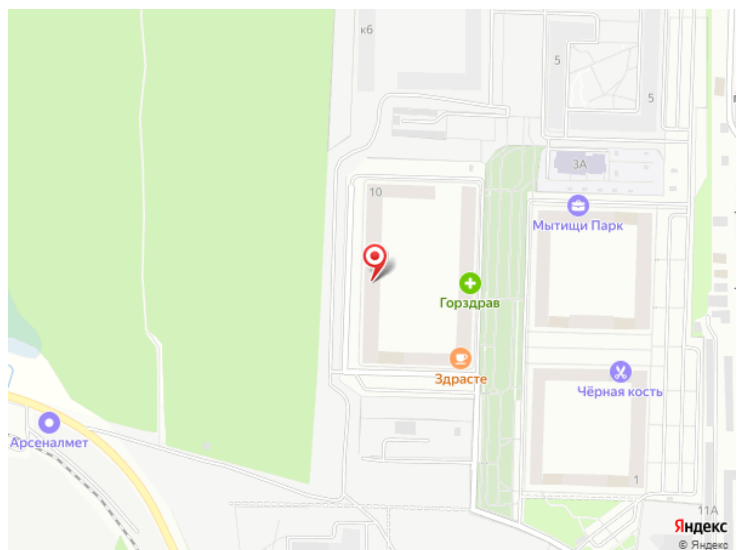 к6
5
5
3А
10
Мытищи Парк
Горздрав
Здрасте
Чёрная кость
Арсеналмет
1
11А
Яндекс
© Яндекс